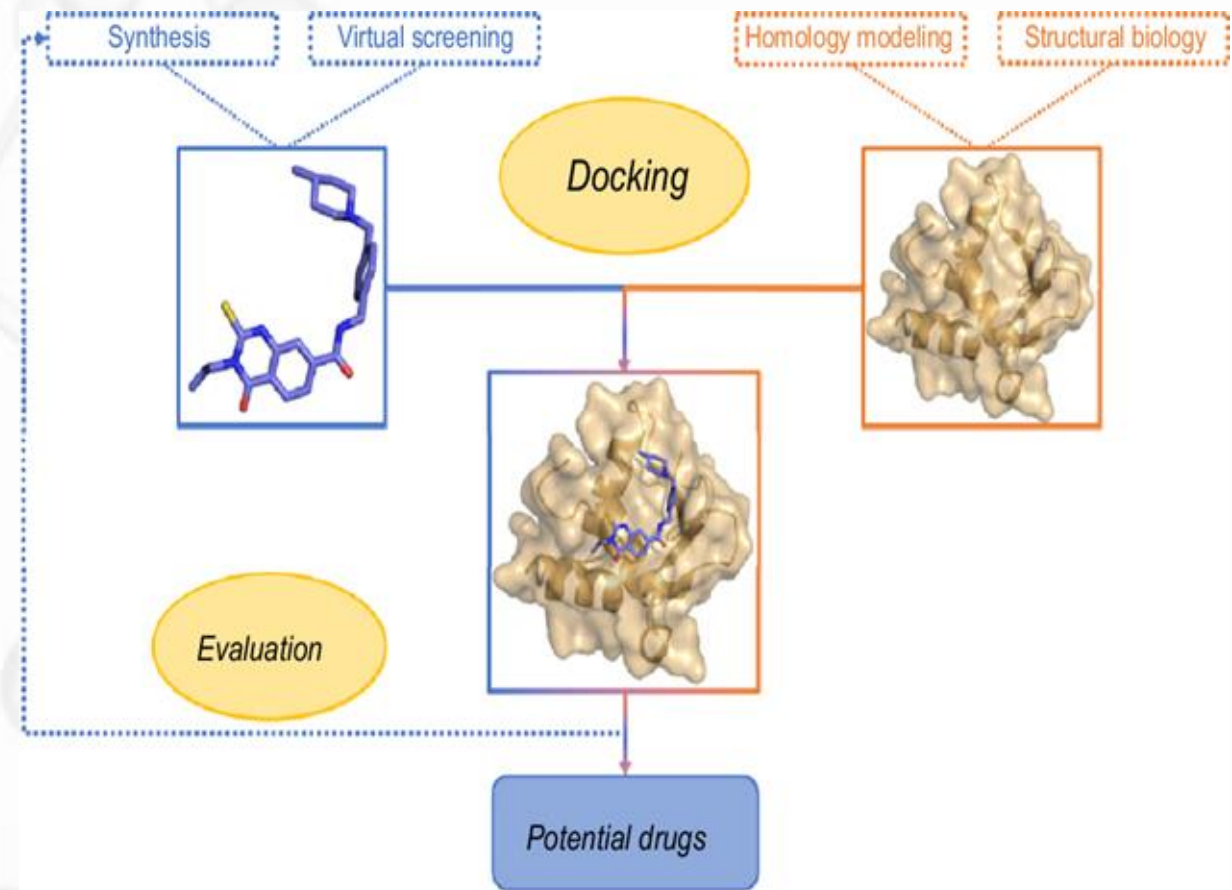 Synthesis
Virtual screening
Homology modeling
Structural biology
Docking
Evaluation
Potential drugs